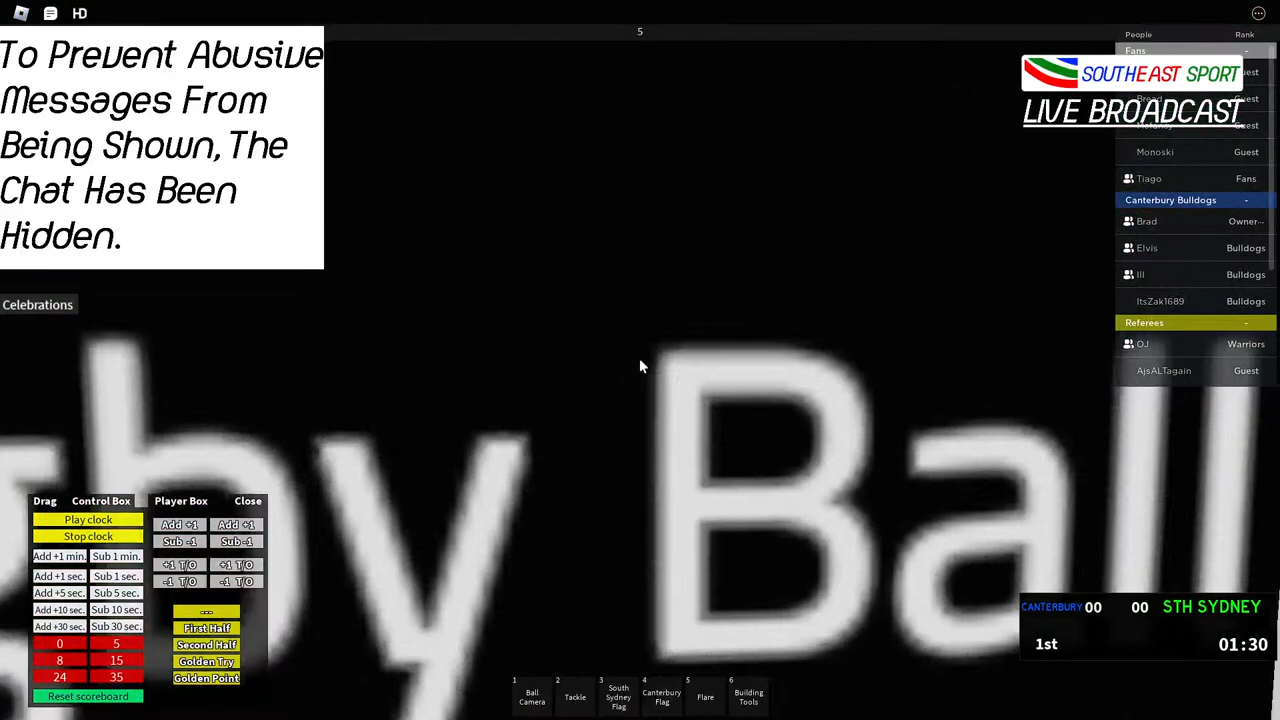 HD
5
To Prevent Abusive
Messages From
Being Shown, The
Chat Has Been
Hidden.
Celebrations
People Rank
Fans -
SOUTHEAST SPORT
LIVE BROADCAST
Guest
Monoski Guest
Tiago Fans
Canterbury Bulldogs -
Brad Owner...
Elvis Bulldogs
III Bulldogs
ItsZak1689 Bulldogs
Referees -
OJ Warriors
AjsALTagain Guest
by Ball
Drag Control Box Player Box Close
Play clock
Stop clock
Add +1 min. Sub 1 min.
Add +1 sec. Sub 1 sec.
Add +5 sec. Sub 5 sec.
Add +10 sec. Sub 10 sec.
Add +30 sec. Sub 30 sec.
0 5
8 15
24 35
Reset scoreboard
Add +1 Add +1
Sub -1 Sub -1
+1 T/O +1 T/O
-1 T/O -1 T/O
---
First Half
Second Half
Golden Try
Golden Point
1 Ball Camera
2 Tackle
3 South Sydney Flag
4 Canterbury Flag
5 Flare
6 Building Tools
CANTERBURY 00 00 STH SYDNEY
1st 01:30